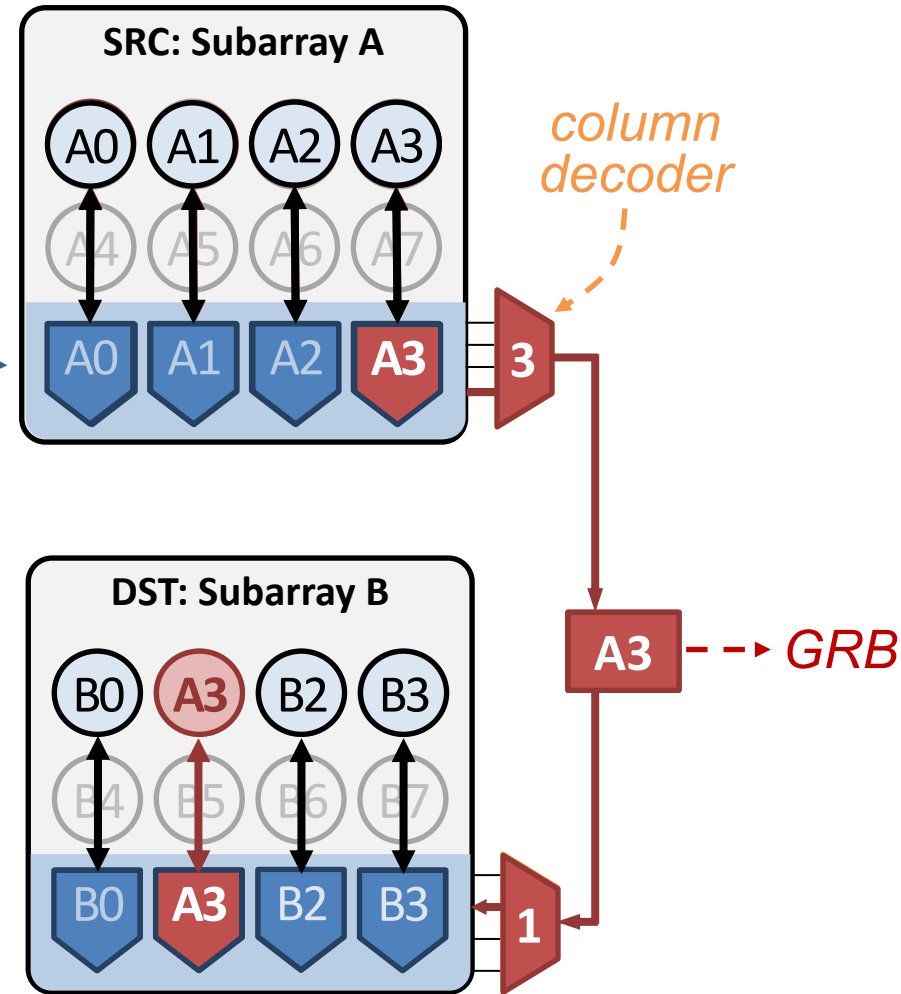 SRC: Subarray A
A0 A1 A2 A3
A4 A5 A6 A7
A0 A1 A2 A3
column
decoder
3
A3
GRB
DST: Subarray B
B0 A3 B2 B3
B4 B5 B6 B7
B0 A3 B2 B3
1